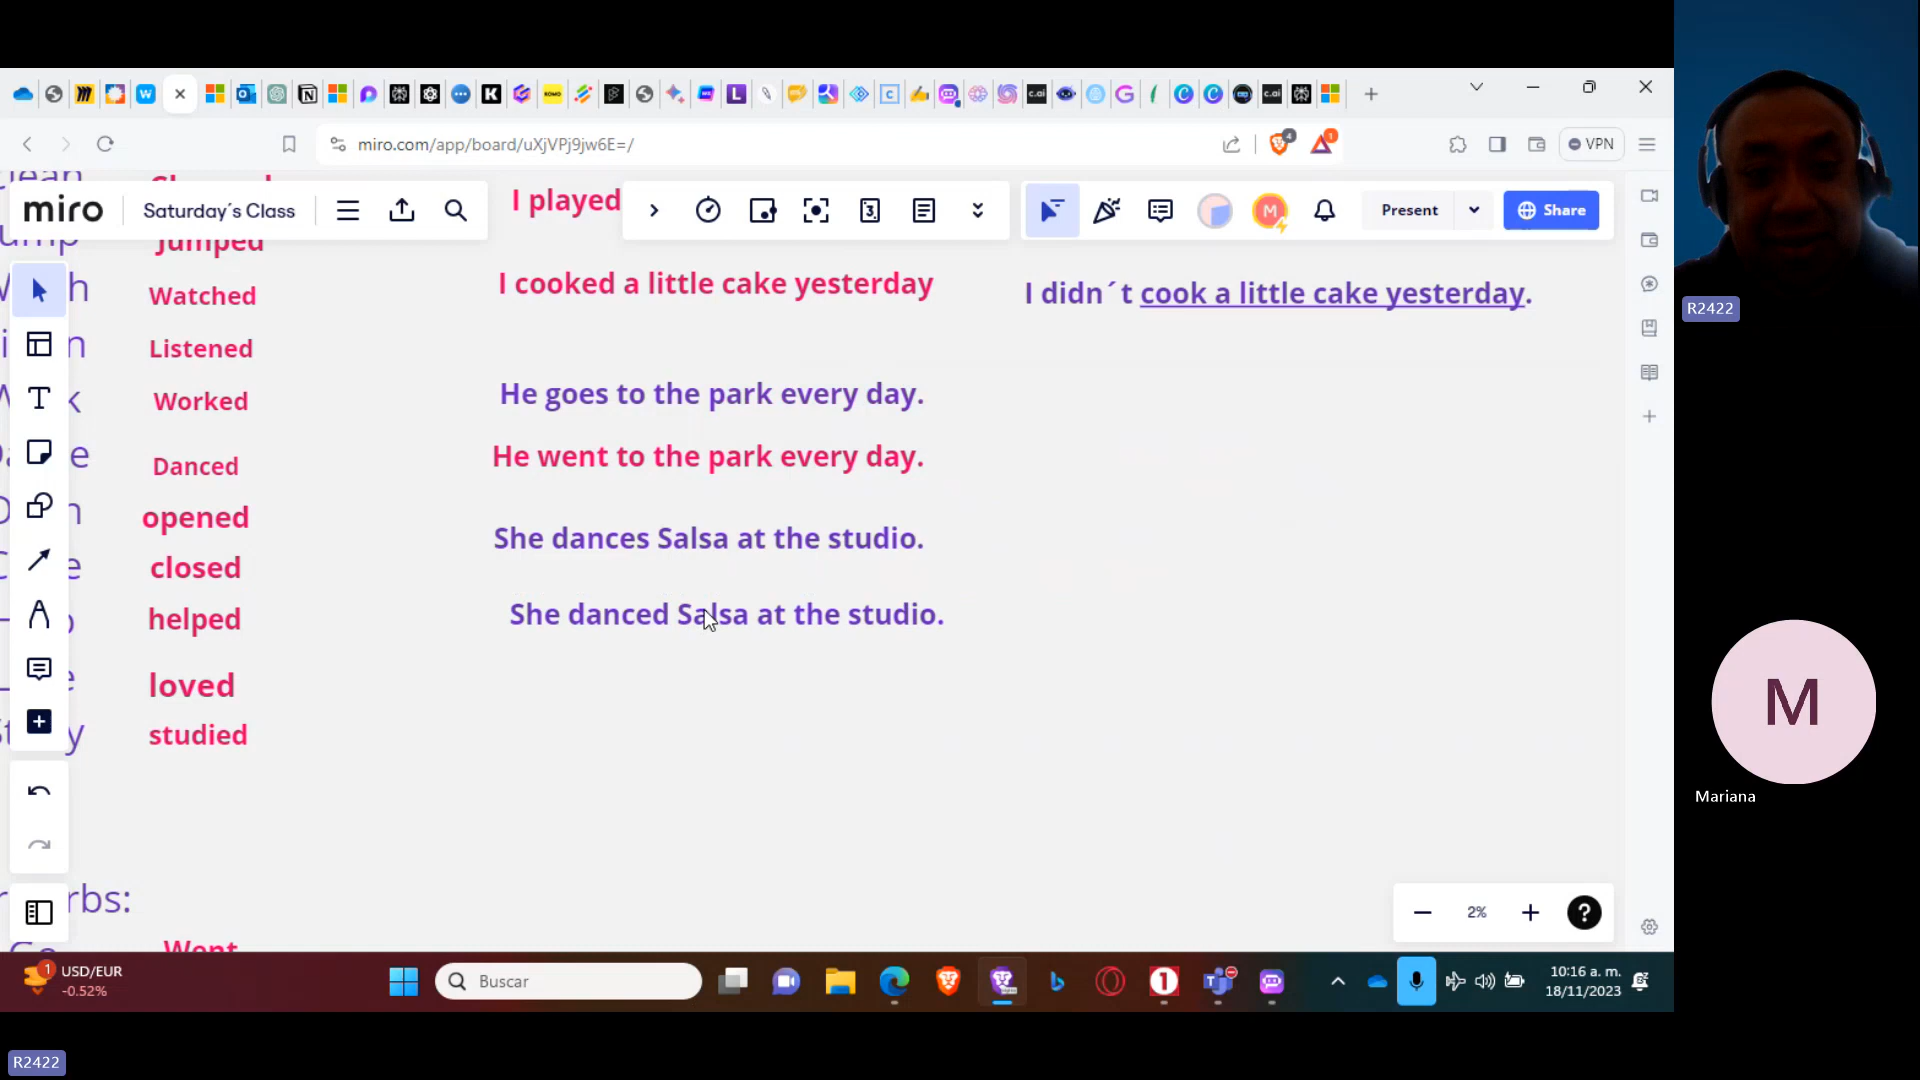 miro.com/app/board/uXjVPj9jw6E=/
VPN
miro
Saturday´s Class
Present
Share
I played
Jumped
I cooked a little cake yesterday
I didn´t cook a little cake yesterday.
Watched
Listened
He goes to the park every day.
Worked
He went to the park every day.
Danced
opened
She dances Salsa at the studio.
closed
helped
She danced Salsa at the studio.
loved
studied
rbs:
Went
2%
R2422
M
Mariana
USD/EUR
-0.52%
Buscar
10:16 a. m.
18/11/2023
R2422